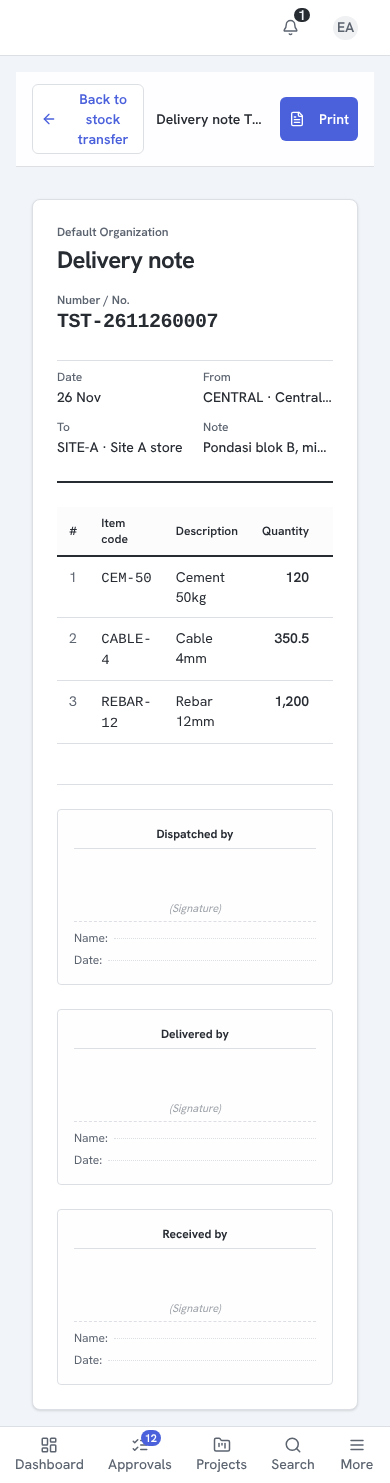 1
EA
Back to
stock
transfer
Delivery note T...
Print
Default Organization
Delivery note
Number / No.
TST-2611260007
Date
From
26 Nov
CENTRAL · Central...
To
Note
SITE-A · Site A store
Pondasi blok B, mi...
# Item code Description Quantity
1 CEM-50 Cement 50kg 120
2 CABLE-4 Cable 4mm 350.5
3 REBAR-12 Rebar 12mm 1,200
Dispatched by
(Signature)
Name:
Date:
Delivered by
(Signature)
Name:
Date:
Received by
(Signature)
Name:
Date:
12
Dashboard Approvals Projects Search More